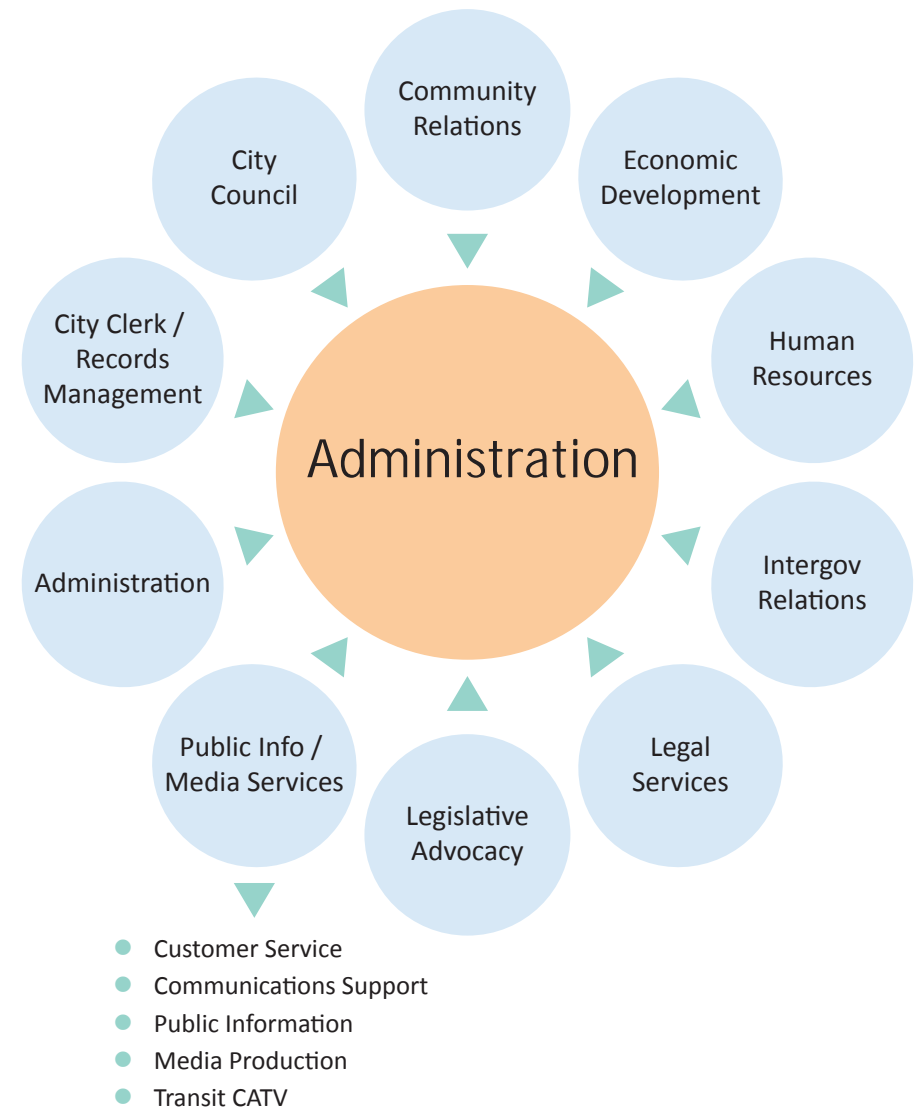 Community
Relations
Economic
Development
Human
Resources
Intergov
Relations
Legal
Services
Legislative
Advocacy
Public Info /
Media Services
Administration
City Clerk /
Records
Management
City
Council
Administration
Customer Service
Communications Support
Public Information
Media Production
Transit CATV